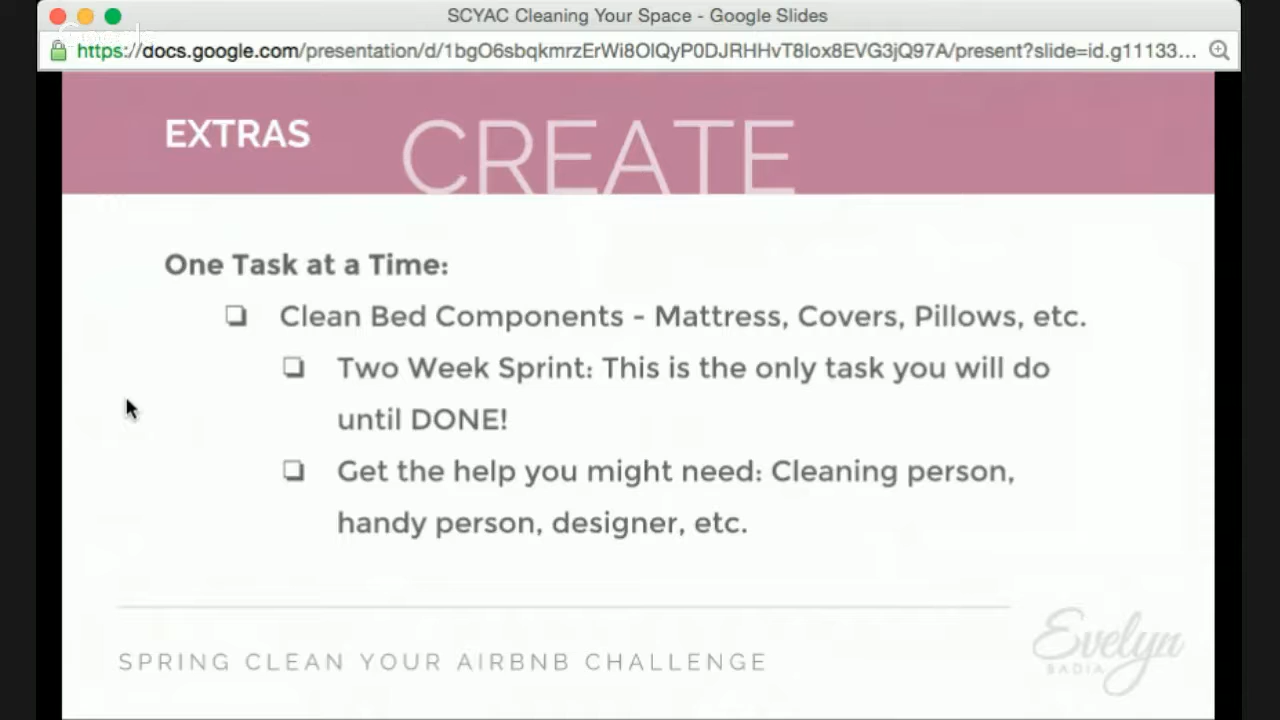 SCYAC Cleaning Your Space - Google Slides
Google
https://docs.google.com/presentation/d/1bgO6sbqkmrzErWi8OlQyP0DJRHHvT8lox8EVG3jQ97A/present?slide=id.g11133...
EXTRAS
CREATE
One Task at a Time:
❏ Clean Bed Components - Mattress, Covers, Pillows, etc.
❏ Two Week Sprint: This is the only task you will do
until DONE!
❏ Get the help you might need: Cleaning person,
handy person, designer, etc.
SPRING CLEAN YOUR AIRBNB CHALLENGE
Evelyn
BADIA